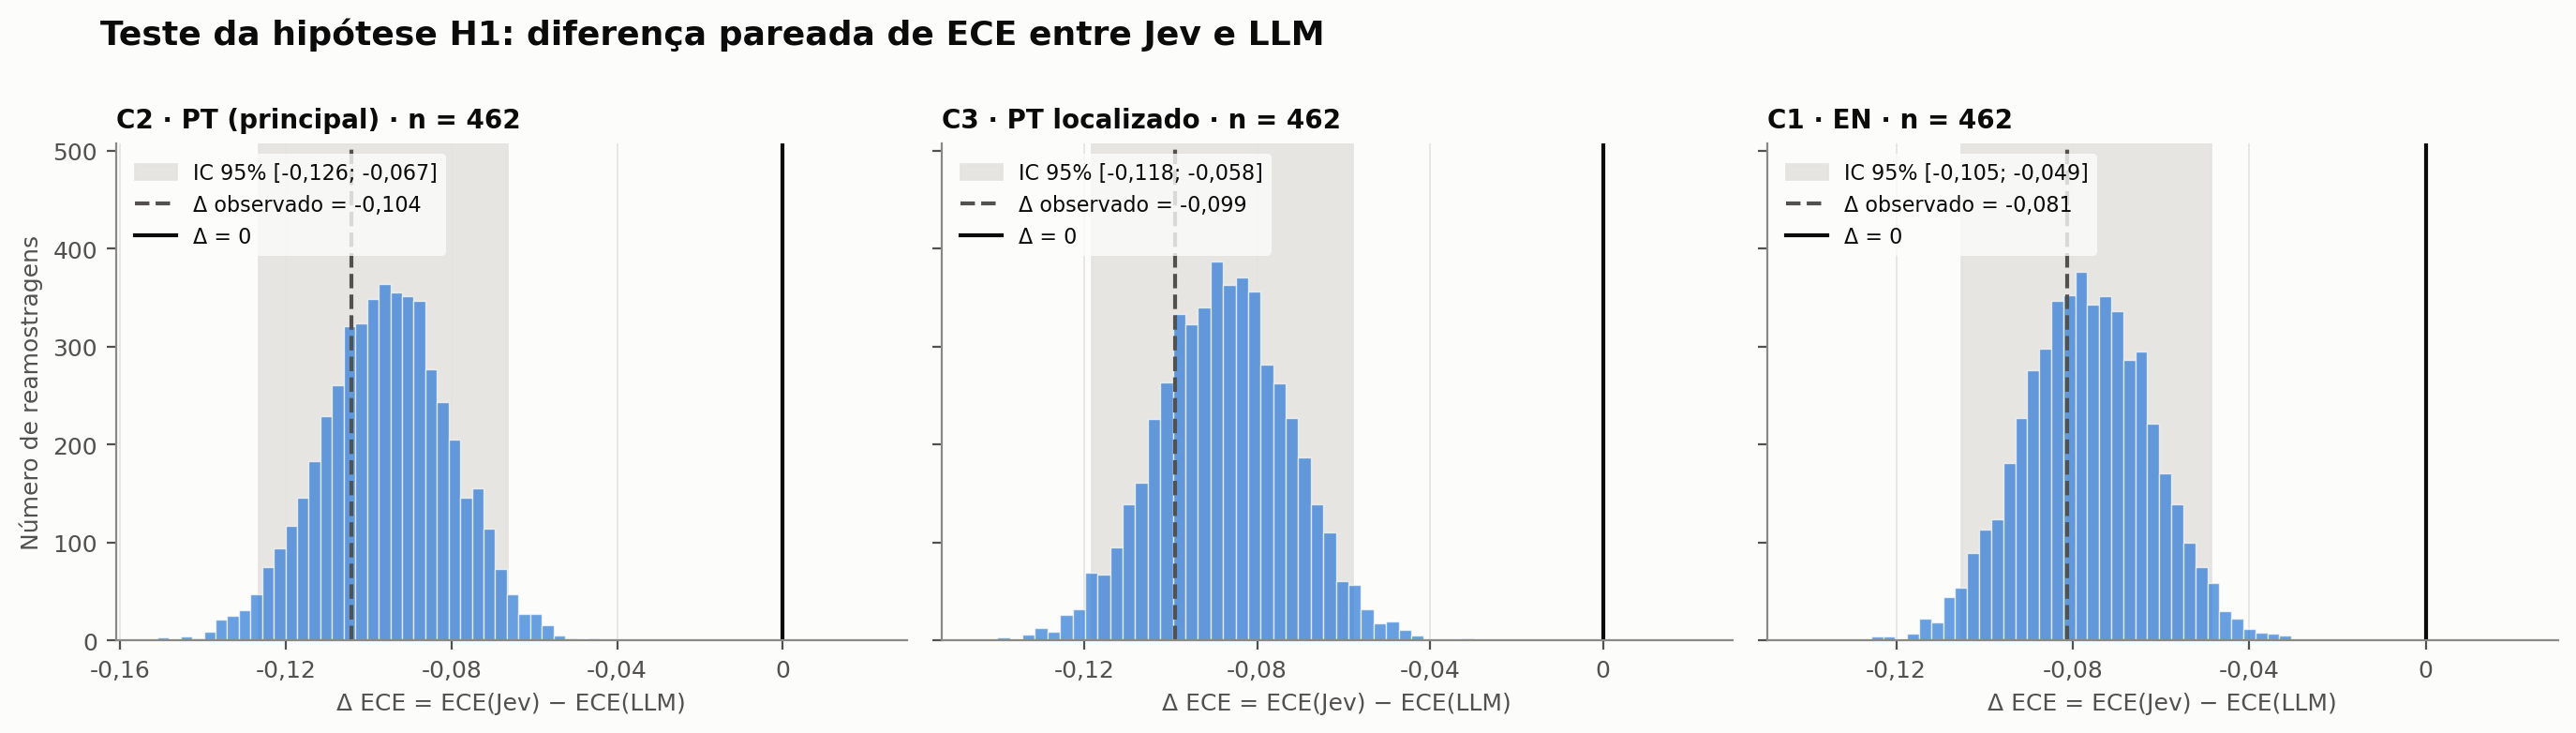 Teste da hipótese H1: diferença pareada de ECE entre Jev e LLM
C2 · PT (principal) · n = 462
IC 95% [-0,126; -0,067]
Δ observado = -0,104
Δ = 0
Número de reamostragens
500
400
300
200
100
0
-0,16
-0,12
-0,08
-0,04
0
Δ ECE = ECE(Jev) − ECE(LLM)
C3 · PT localizado · n = 462
IC 95% [-0,118; -0,058]
Δ observado = -0,099
Δ = 0
-0,12
-0,08
-0,04
0
Δ ECE = ECE(Jev) − ECE(LLM)
C1 · EN · n = 462
IC 95% [-0,105; -0,049]
Δ observado = -0,081
Δ = 0
-0,12
-0,08
-0,04
0
Δ ECE = ECE(Jev) − ECE(LLM)